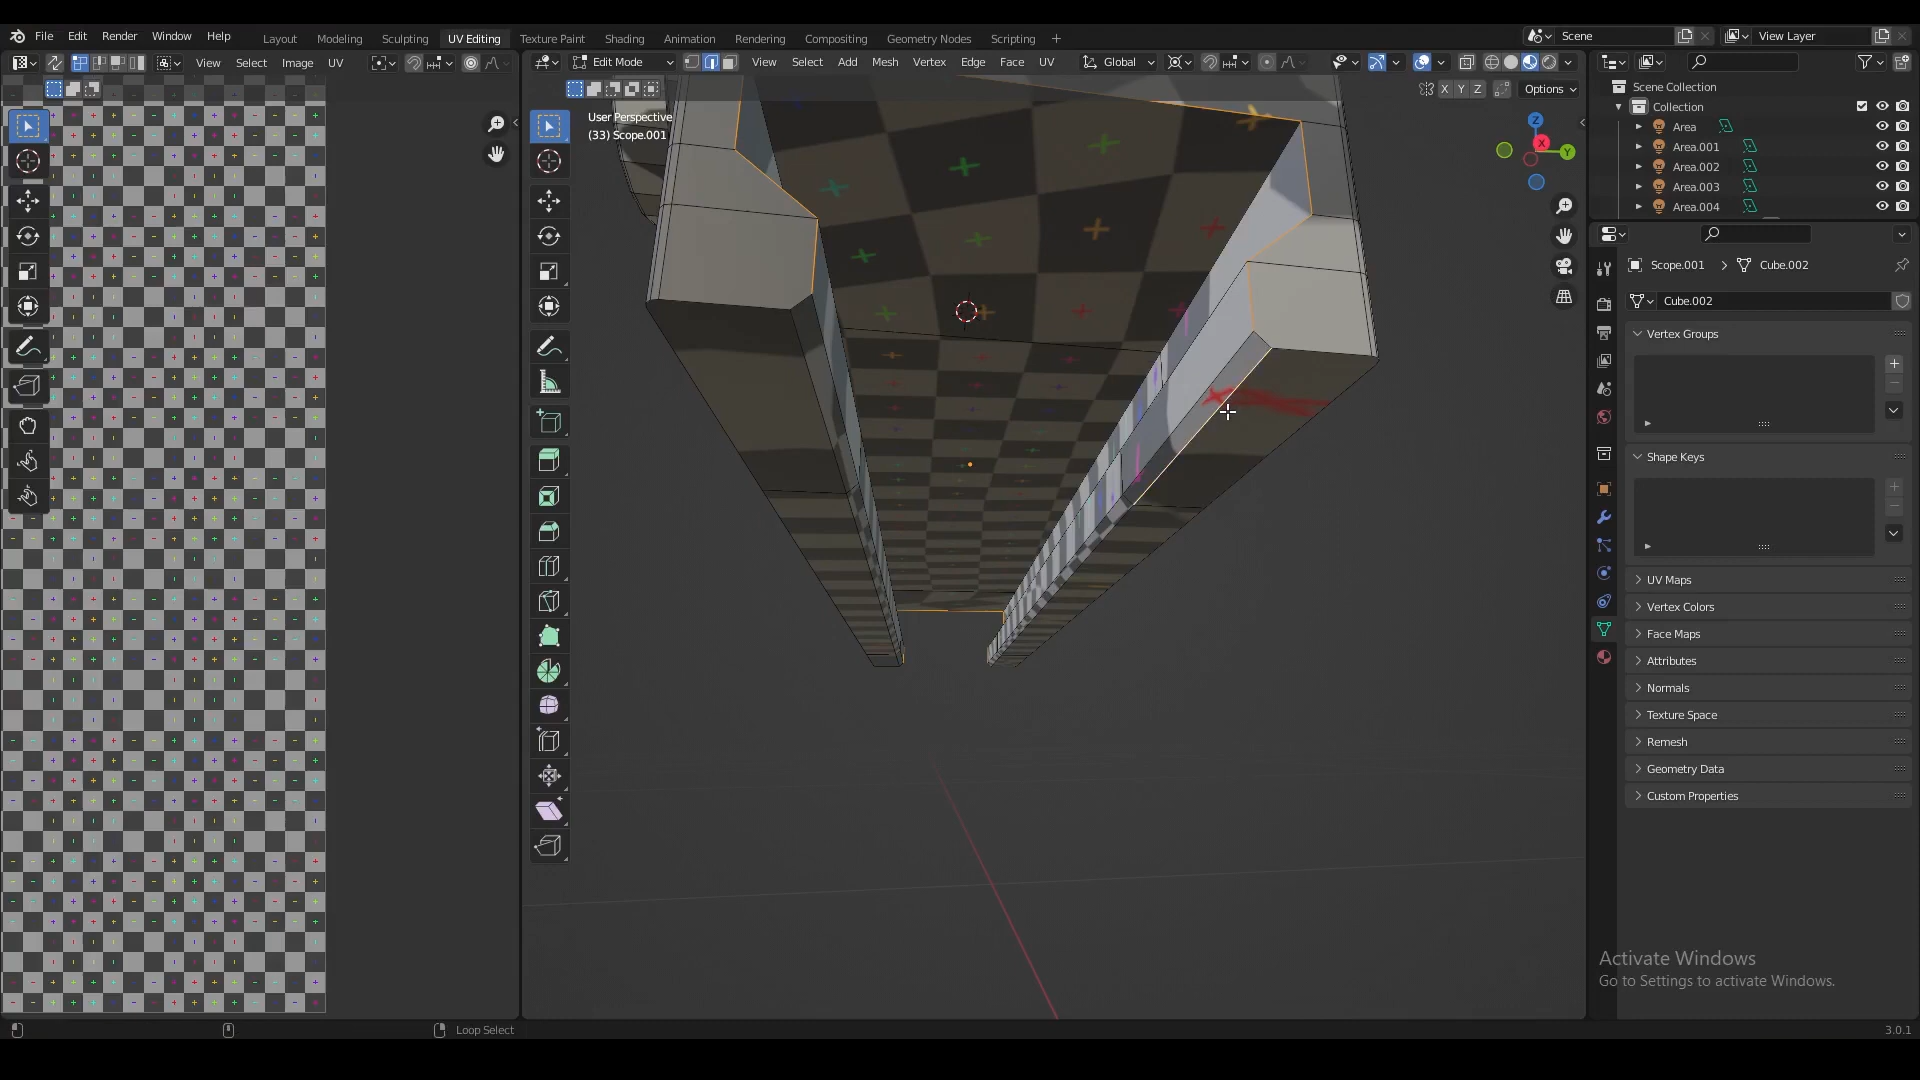 File Edit Render Window Help Layout Modeling Sculpting UV Editing Texture Paint Shading Animation Rendering Compositing Geometry Nodes Scripting + Scene View Layer
View Select Image UV Edit Mode View Select Add Mesh Vertex Edge Face UV Global
X Y Z Options
User Perspective
(33) Scope.001
Z
X
Y
Scene Collection
Collection
Area
Area.001
Area.002
Area.003
Area.004
Scope.001 > Cube.002
Cube.002
Vertex Groups
Shape Keys
UV Maps
Vertex Colors
Face Maps
Attributes
Normals
Texture Space
Remesh
Geometry Data
Custom Properties
Activate Windows
Go to Settings to activate Windows.
Loop Select
3.0.1